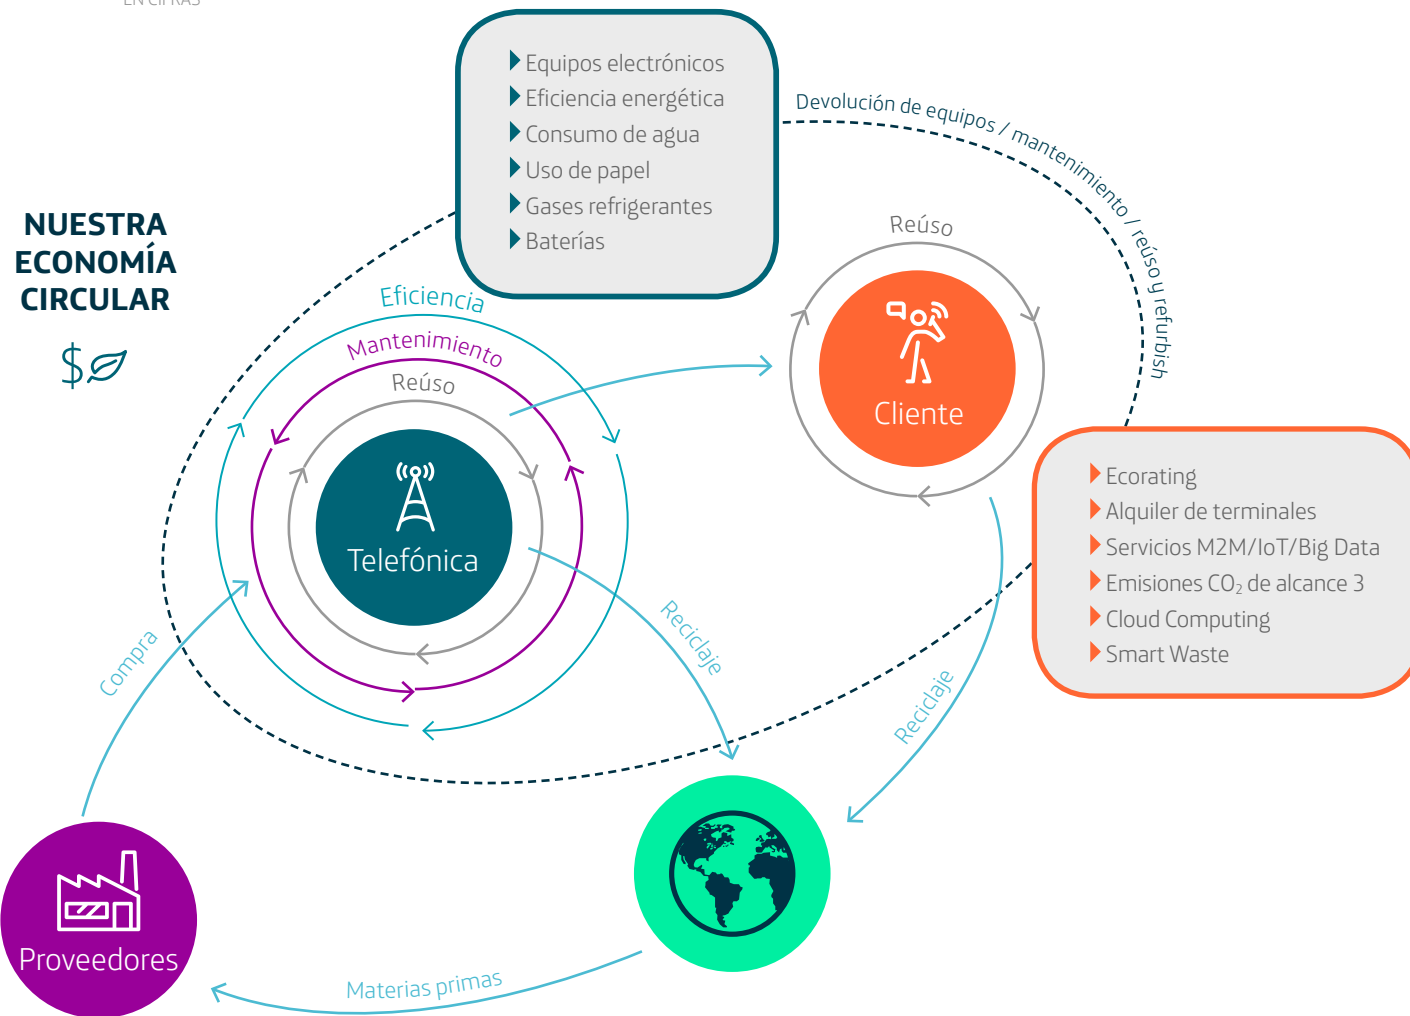 EN CIFRAS
Equipos electrónicos
Eficiencia energética
Consumo de agua
Uso de papel
Gases refrigerantes
Baterías
Devolución de equipos / mantenimiento / reúso y refurbish
NUESTRA
ECONOMÍA
CIRCULAR
$
Reúso
Cliente
Eficiencia
Mantenimiento
Reúso
Telefónica
Ecorating
Alquiler de terminales
Servicios M2M/IoT/Big Data
Emisiones CO₂ de alcance 3
Cloud Computing
Smart Waste
Compra
Reciclaje
Reciclaje
Proveedores
Materias primas